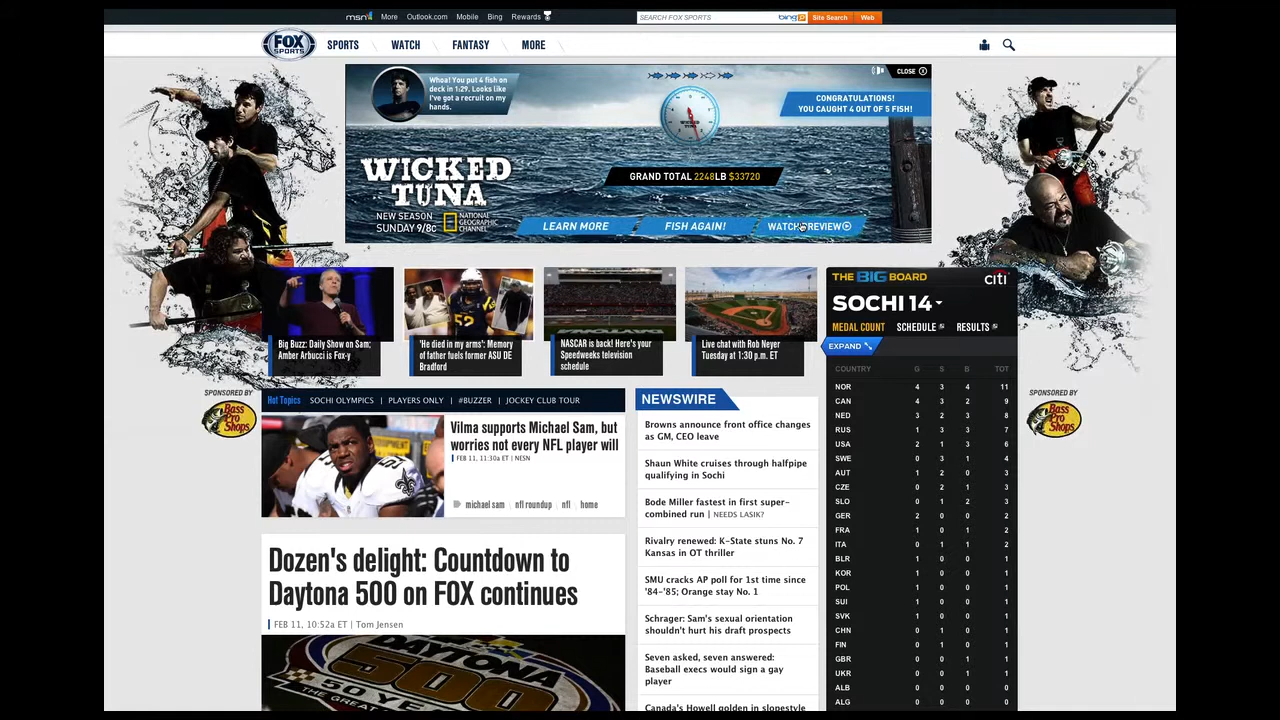 msn
More
Outlook.com
Mobile
Bing
Rewards
SEARCH FOX SPORTS
bing
Site Search
Web
FOX
SPORTS
SPORTS
WATCH
FANTASY
MORE
Whoa! You put 4 fish on
deck in 1:29. Looks like
I've got a recruit on my
hands.
CLOSE
CONGRATULATIONS!
YOU CAUGHT 4 OUT OF 5 FISH!
WICKED TUNA
GRAND TOTAL 2248LB $33720
WICKED
TUNA
NEW SEASON
SUNDAY 9/8c
NATIONAL
GEOGRAPHIC
CHANNEL
LEARN MORE
FISH AGAIN!
WATCH PREVIEW
Big Buzz: Daily Show on Sam;
Amber Arbucci is Fox-y
'He died in my arms': Memory
of father fuels former ASU DE
Bradford
NASCAR is back! Here's your
Speedweeks television
schedule
Live chat with Rob Neyer
Tuesday at 1:30 p.m. ET
SPONSORED BY
Bass Pro Shops
Hot Topics
SOCHI OLYMPICS | PLAYERS ONLY | #BUZZER | JOCKEY CLUB TOUR
Vilma supports Michael Sam, but
worries not every NFL player will
FEB 11, 11:30a ET | NESN
michael sam | nfl roundup | nfl | home
Dozen's delight: Countdown to
Daytona 500 on FOX continues
FEB 11, 10:52a ET | Tom Jensen
DAYTONA
500
THE GREAT
NEWSWIRE
Browns announce front office changes
as GM, CEO leave
Shaun White cruises through halfpipe
qualifying in Sochi
Bode Miller fastest in first super-
combined run | NEEDS LASIK?
Rivalry renewed: K-State stuns No. 7
Kansas in OT thriller
SMU cracks AP poll for 1st time since
'84-'85; Orange stay No. 1
Schrager: Sam's sexual orientation
shouldn't hurt his draft prospects
Seven asked, seven answered:
Baseball execs would sign a gay
player
Canada's Howell golden in slopestyle
THE BIG BOARD
citi
SOCHI 14
MEDAL COUNT
SCHEDULE
RESULTS
EXPAND
COUNTRY G S B TOT
NOR 4 3 4 11
CAN 4 3 2 9
NED 3 2 3 8
RUS 1 3 3 7
USA 2 1 3 6
SWE 0 3 1 4
AUT 1 2 0 3
CZE 0 2 1 3
SLO 0 1 2 3
GER 2 0 0 2
FRA 1 0 1 2
ITA 0 1 1 2
BLR 1 0 0 1
KOR 1 0 0 1
POL 1 0 0 1
SUI 1 0 0 1
SVK 1 0 0 1
CHN 0 1 0 1
FIN 0 1 0 1
GBR 0 0 1 1
UKR 0 0 1 1
ALB 0 0 0 0
ALG 0 0 0 0
SPONSORED BY
Bass Pro Shops